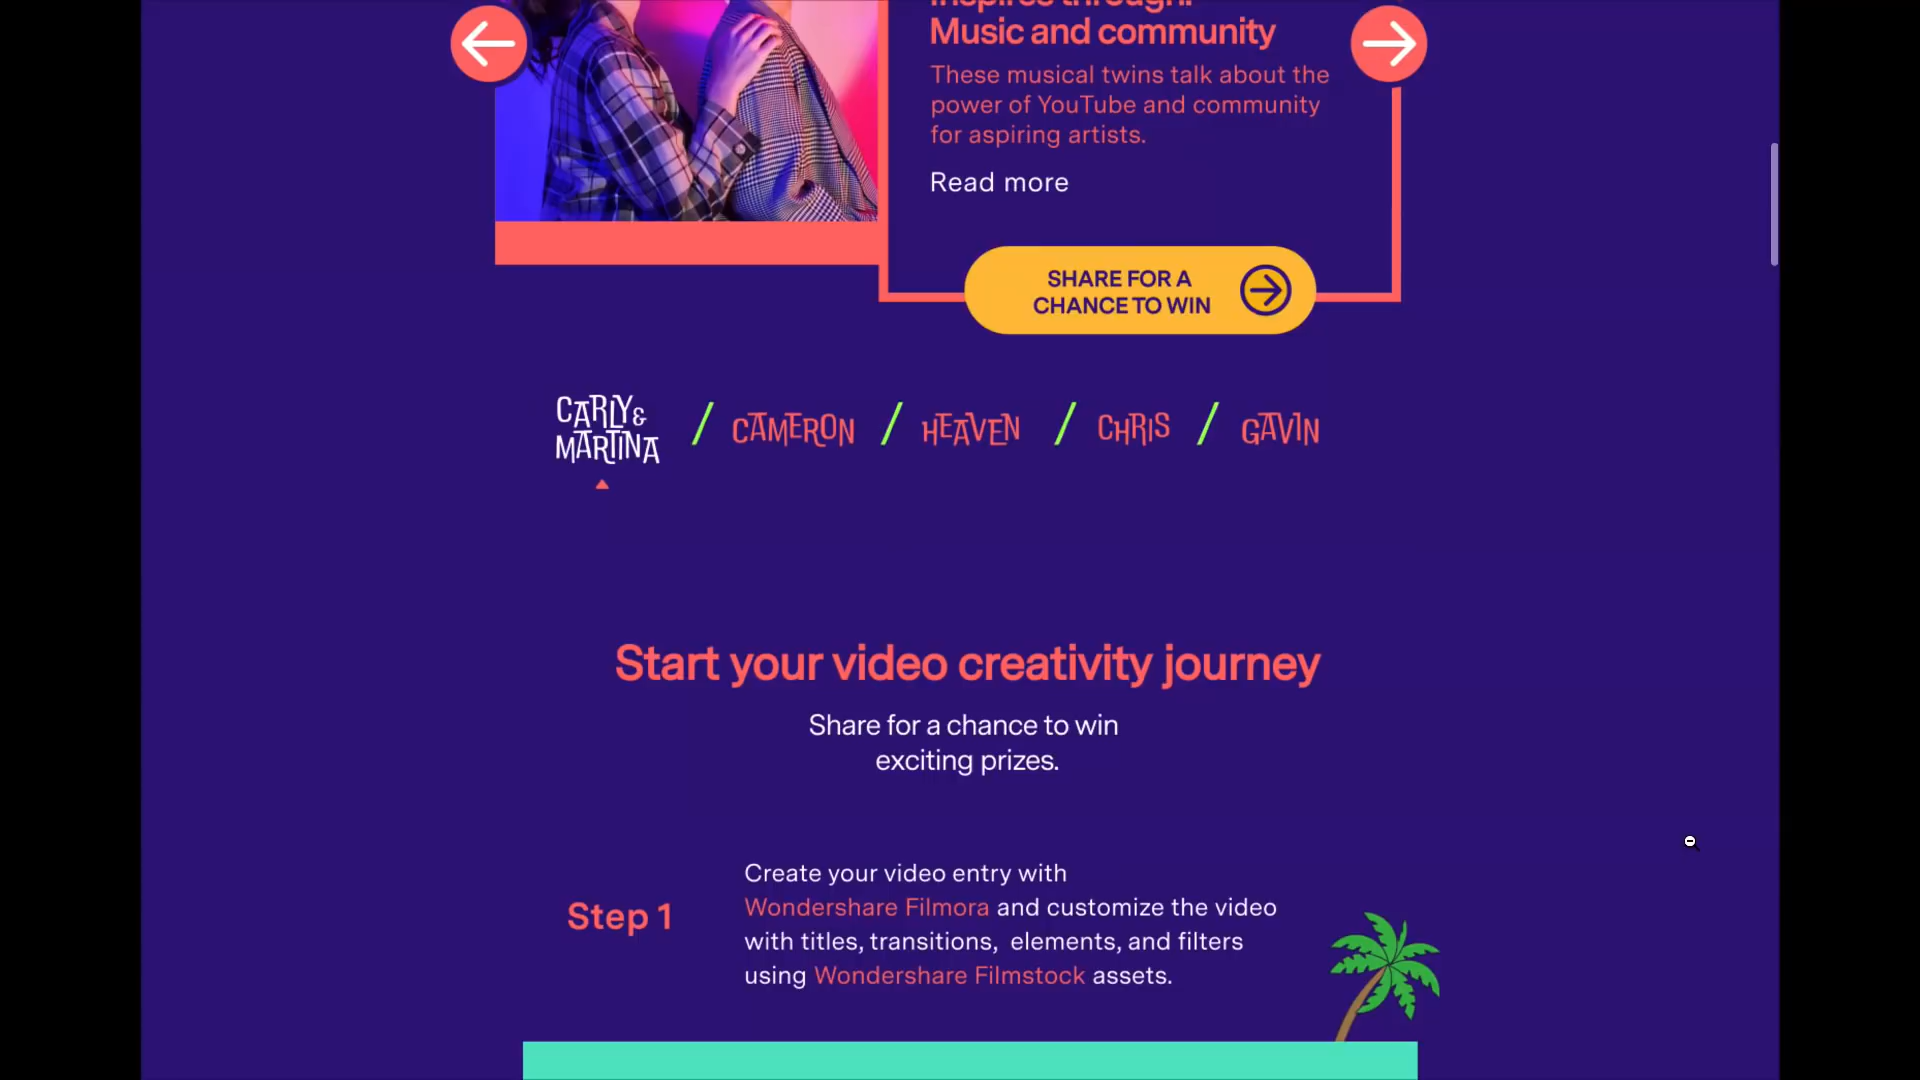 Inspires through:
Music and community
These musical twins talk about the
power of YouTube and community
for aspiring artists.
Read more
SHARE FOR A
CHANCE TO WIN
CARLY &
MARTINA
/ CAMERON / HEAVEN / CHRIS / GAVIN
Start your video creativity journey
Share for a chance to win
exciting prizes.
Step 1
Create your video entry with
Wondershare Filmora and customize the video
with titles, transitions,  elements, and filters
using Wondershare Filmstock assets.